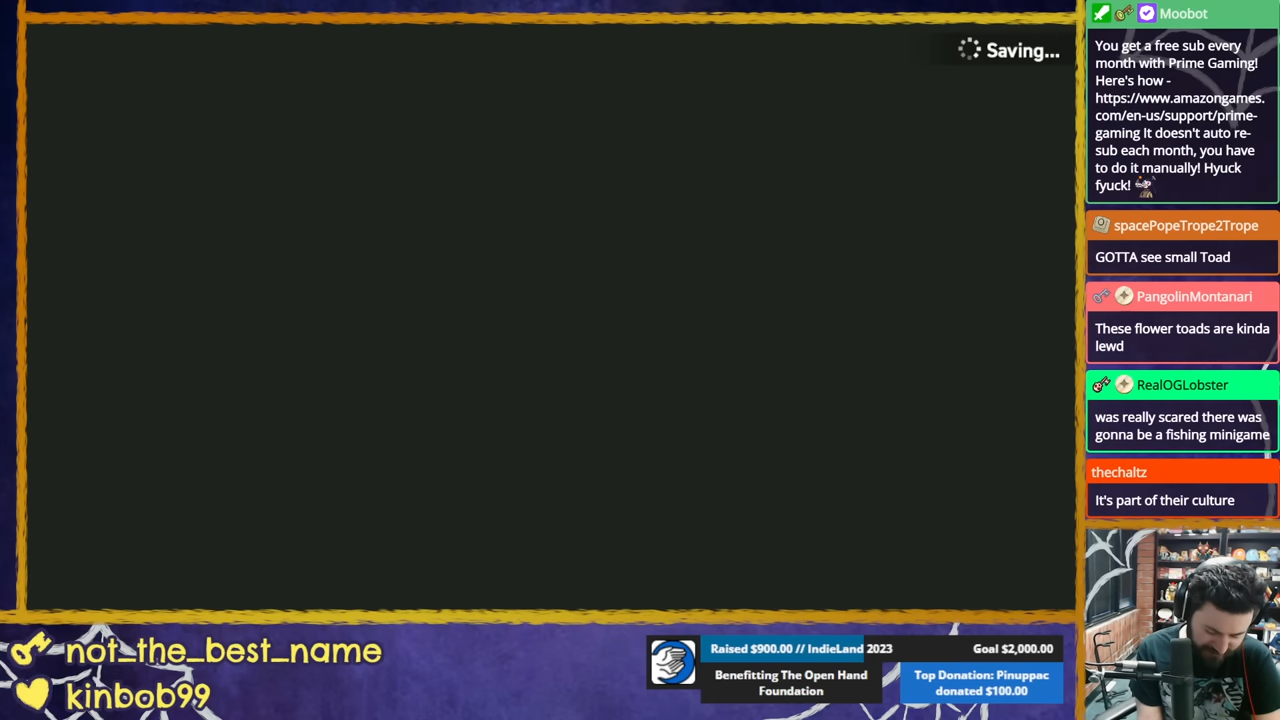 Saving...
Moobot
You get a free sub every
month with Prime Gaming!
Here's how -
https://www.amazongames.
com/en-us/support/prime-
gaming It doesn't auto re-
sub each month, you have
to do it manually! Hyuck
fyuck!
spacePopeTrope2Trope
GOTTA see small Toad
PangolinMontanari
These flower toads are kinda
lewd
RealOGLobster
was really scared there was
gonna be a fishing minigame
thechaltz
It's part of their culture
not_the_best_name
kinbob99
Raised $900.00 // IndieLand 2023 Goal $2,000.00
Benefitting The Open Hand
Foundation
Top Donation: Pinuppac
donated $100.00